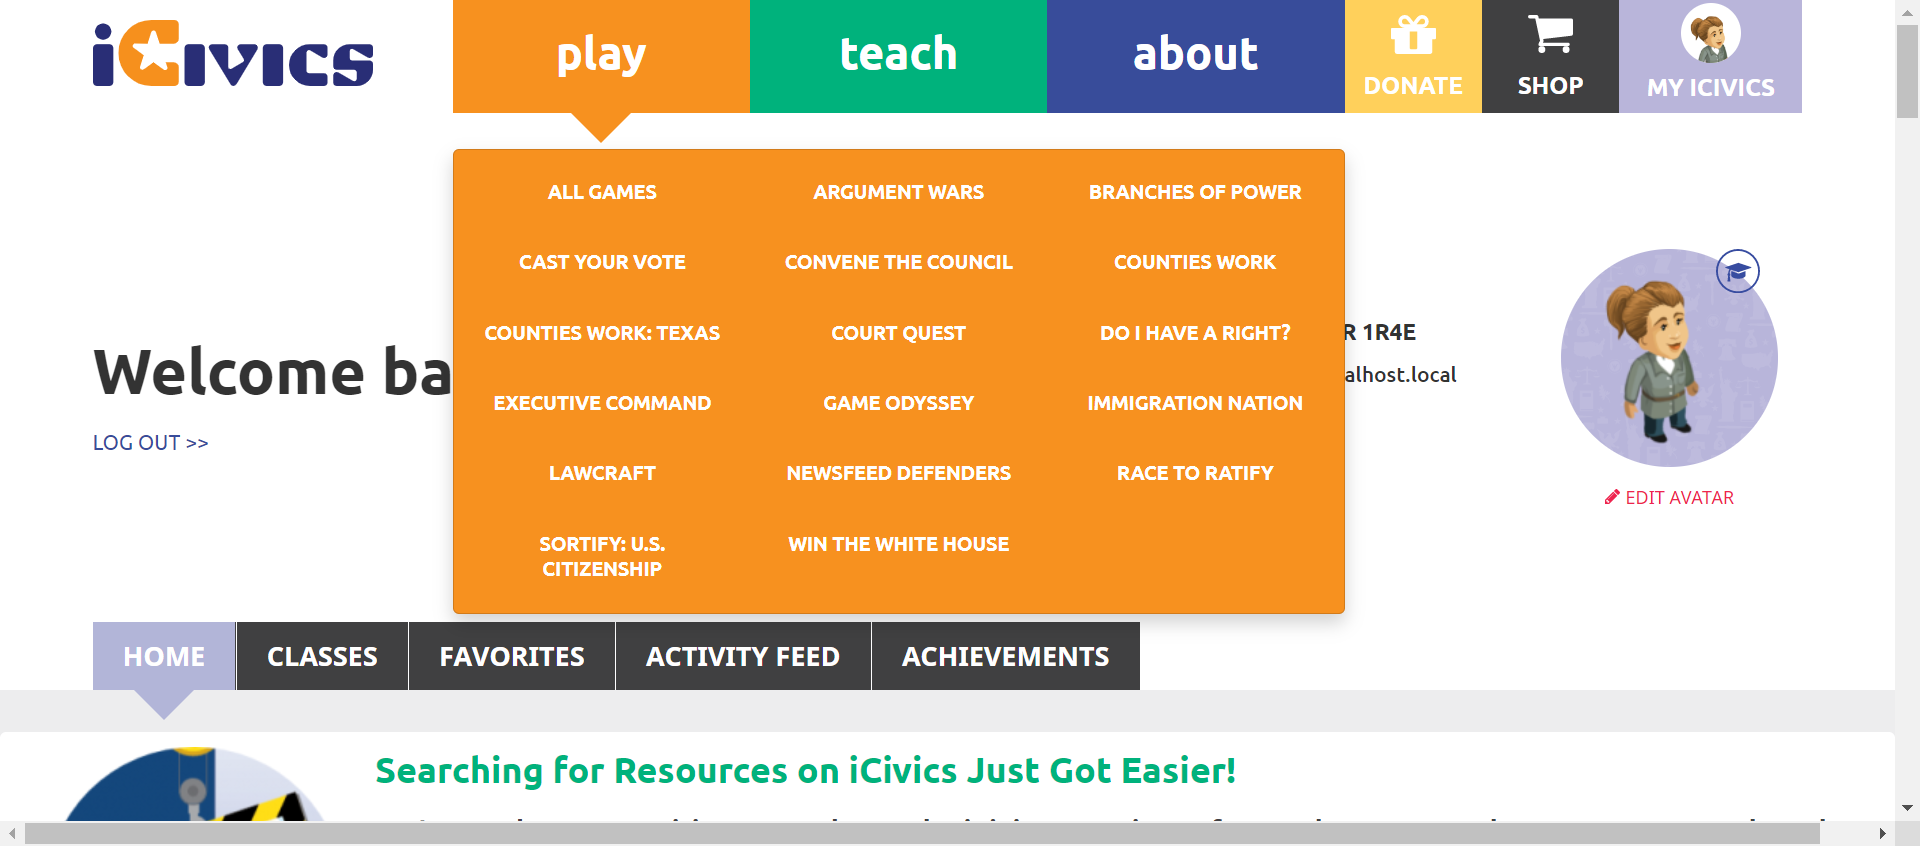 iCivics
play
teach
about
DONATE
SHOP
MY ICIVICS
ALL GAMES
ARGUMENT WARS
BRANCHES OF POWER
CAST YOUR VOTE
CONVENE THE COUNCIL
COUNTIES WORK
COUNTIES WORK: TEXAS
COURT QUEST
DO I HAVE A RIGHT?
EXECUTIVE COMMAND
GAME ODYSSEY
IMMIGRATION NATION
LAWCRAFT
NEWSFEED DEFENDERS
RACE TO RATIFY
SORTIFY: U.S.
CITIZENSHIP
WIN THE WHITE HOUSE
Welcome ba
LOG OUT >>
R 1R4E
alhost.local
EDIT AVATAR
HOME
CLASSES
FAVORITES
ACTIVITY FEED
ACHIEVEMENTS
Searching for Resources on iCivics Just Got Easier!